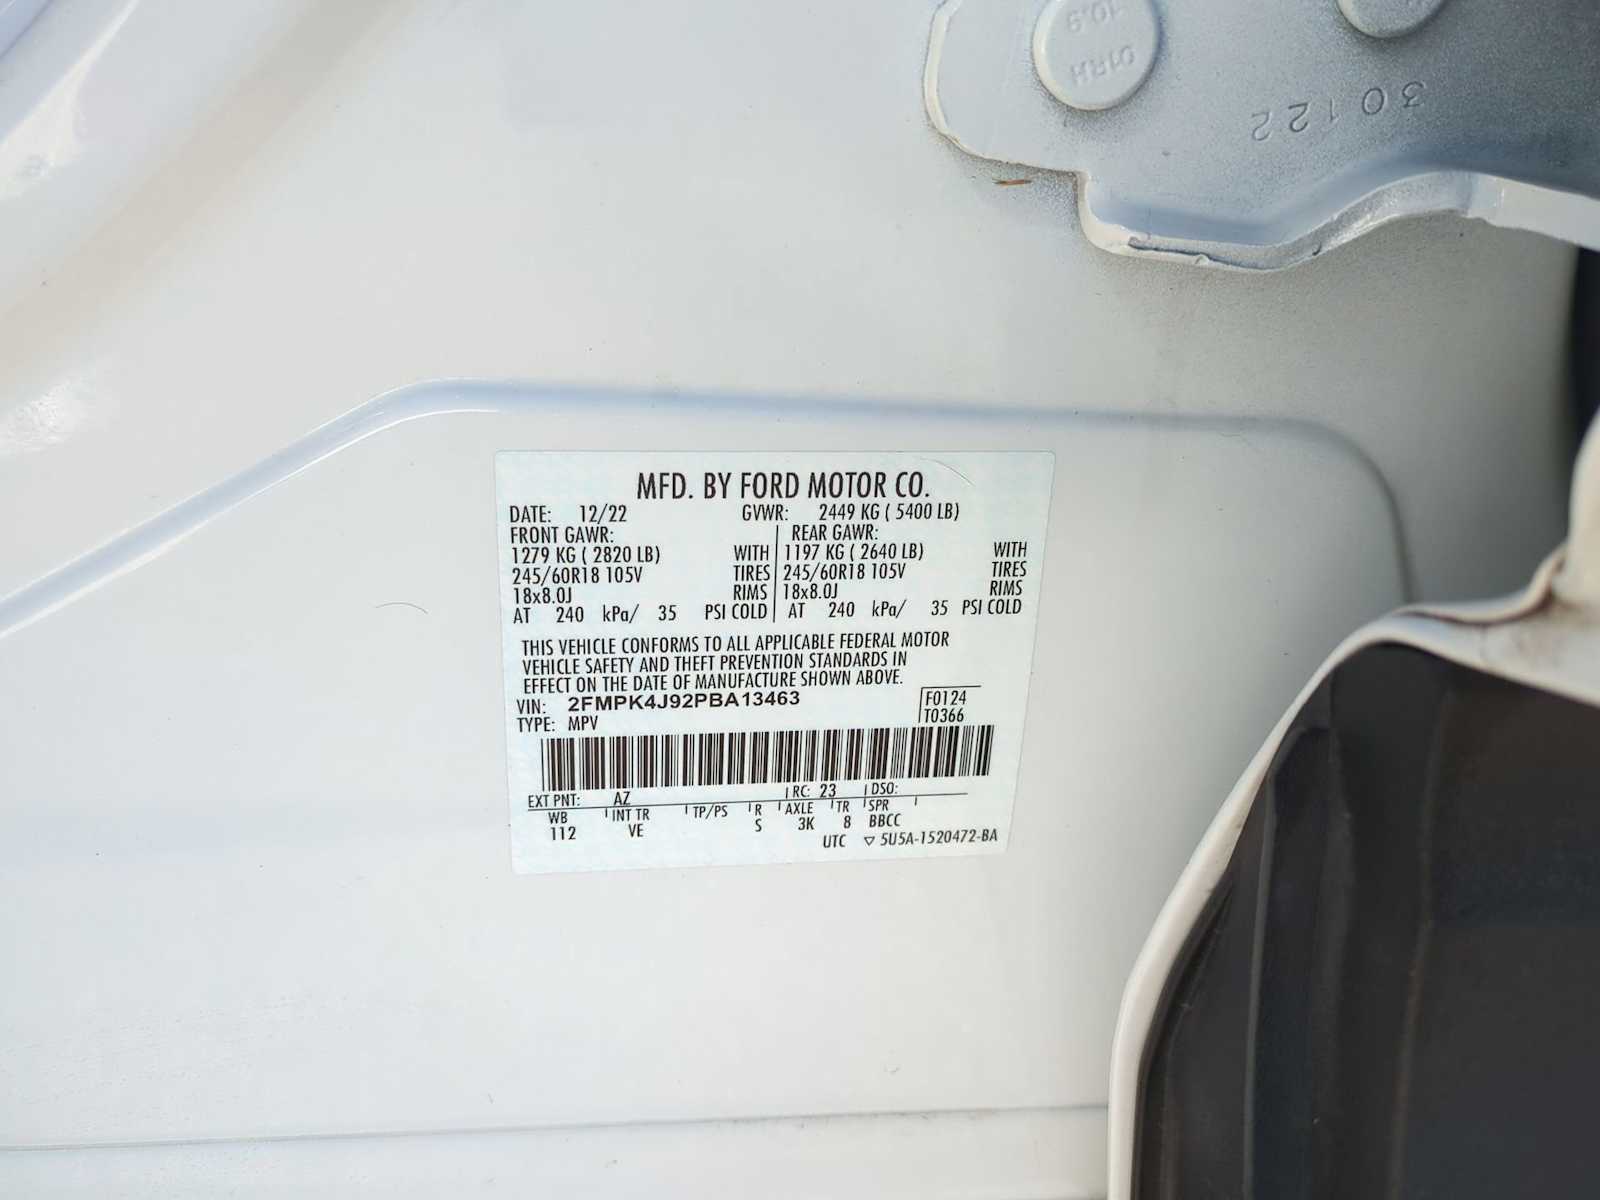 10.9
01RH
30122
MFD. BY FORD MOTOR CO.
DATE: 12/22 GVWR: 2449 KG ( 5400 LB)
FRONT GAWR: REAR GAWR:
1279 KG ( 2820 LB) WITH 1197 KG ( 2640 LB) WITH
245/60R18 105V TIRES 245/60R18 105V TIRES
18x8.0J RIMS 18x8.0J RIMS
AT 240 kPa/ 35 PSI COLD AT 240 kPa/ 35 PSI COLD
THIS VEHICLE CONFORMS TO ALL APPLICABLE FEDERAL MOTOR
VEHICLE SAFETY AND THEFT PREVENTION STANDARDS IN
EFFECT ON THE DATE OF MANUFACTURE SHOWN ABOVE.
VIN: 2FMPK4J92PBA13463 F0124
TYPE: MPV T0366
EXT PNT: AZ RC: 23 DSO:
WB INT TR TP/PS R AXLE TR SPR
112 VE S 3K 8 BBCC
UTC ▽ 5U5A-1520472-BA